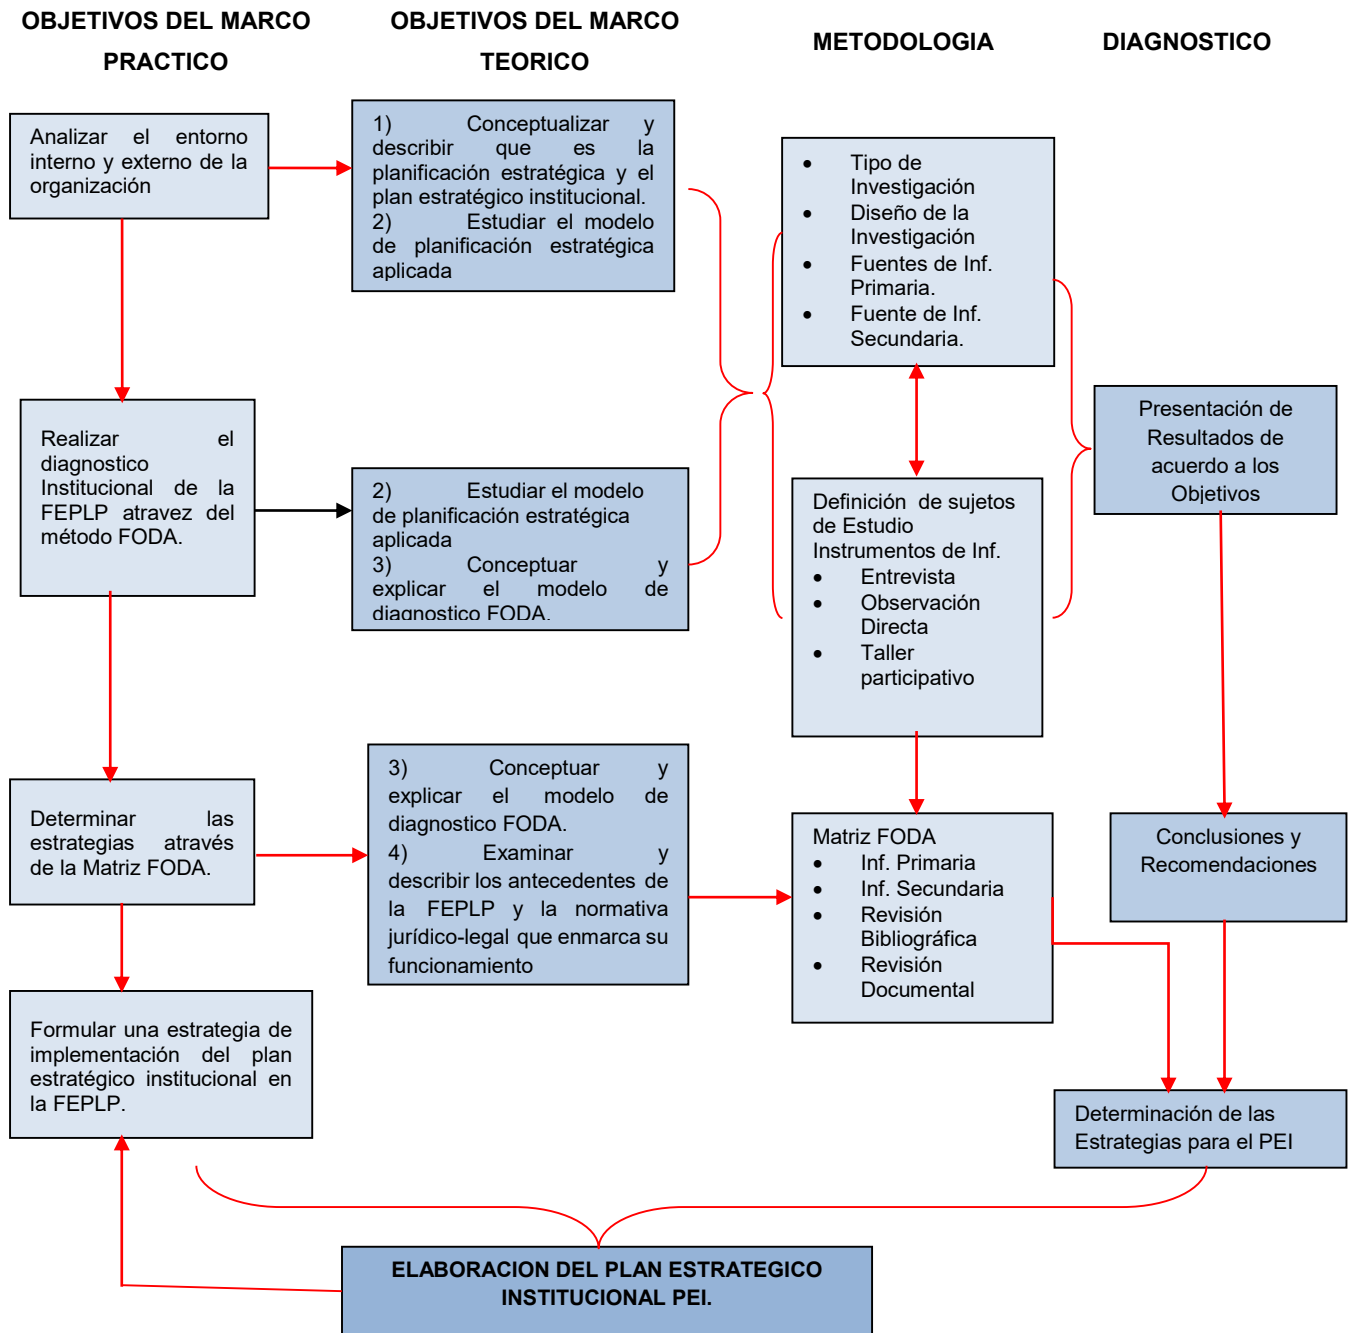 OBJETIVOS DEL MARCO
PRACTICO
OBJETIVOS DEL MARCO
TEORICO
METODOLOGIA
DIAGNOSTICO
Analizar el entorno
interno y externo de la
organización
1) Conceptualizar y
describir que es la
planificación estratégica y el
plan estratégico institucional.
2) Estudiar el modelo
de planificación estratégica
aplicada
• Tipo de
Investigación
• Diseño de la
Investigación
• Fuentes de Inf.
Primaria.
• Fuente de Inf.
Secundaria.
Realizar el
diagnostico
Institucional de la
FEPLP atravez del
método FODA.
2) Estudiar el modelo
de planificación estratégica
aplicada
3) Conceptuar y
explicar el modelo de
diagnostico FODA.
Definición de sujetos
de Estudio
Instrumentos de Inf.
• Entrevista
• Observación
Directa
• Taller
participativo
Presentación de
Resultados de
acuerdo a los
Objetivos
Determinar las
estrategias através
de la Matriz FODA.
3) Conceptuar y
explicar el modelo de
diagnostico FODA.
4) Examinar y
describir los antecedentes de
la FEPLP y la normativa
jurídico-legal que enmarca su
funcionamiento
Matriz FODA
• Inf. Primaria
• Inf. Secundaria
• Revisión
Bibliográfica
• Revisión
Documental
Conclusiones y
Recomendaciones
Formular una estrategia de
implementación del plan
estratégico institucional en
la FEPLP.
Determinación de las
Estrategias para el PEI
ELABORACION DEL PLAN ESTRATEGICO
INSTITUCIONAL PEI.